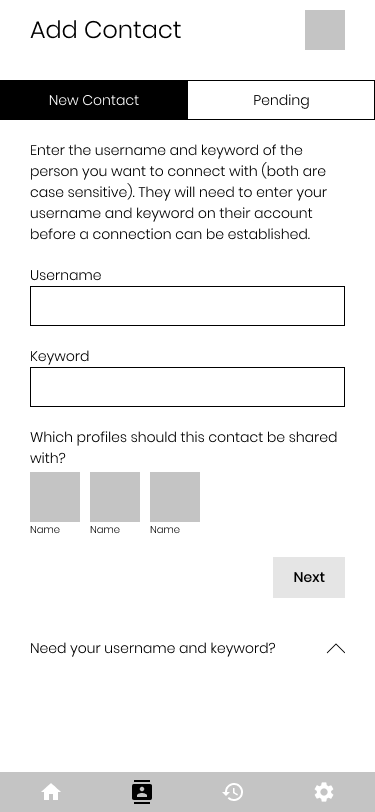 Add Contact
New Contact
Pending
Enter the username and keyword of the
person you want to connect with (both are
case sensitive). They will need to enter your
username and keyword on their account
before a connection can be established.
Username
Keyword
Which profiles should this contact be shared
with?
Name Name Name
Next
Need your username and keyword?